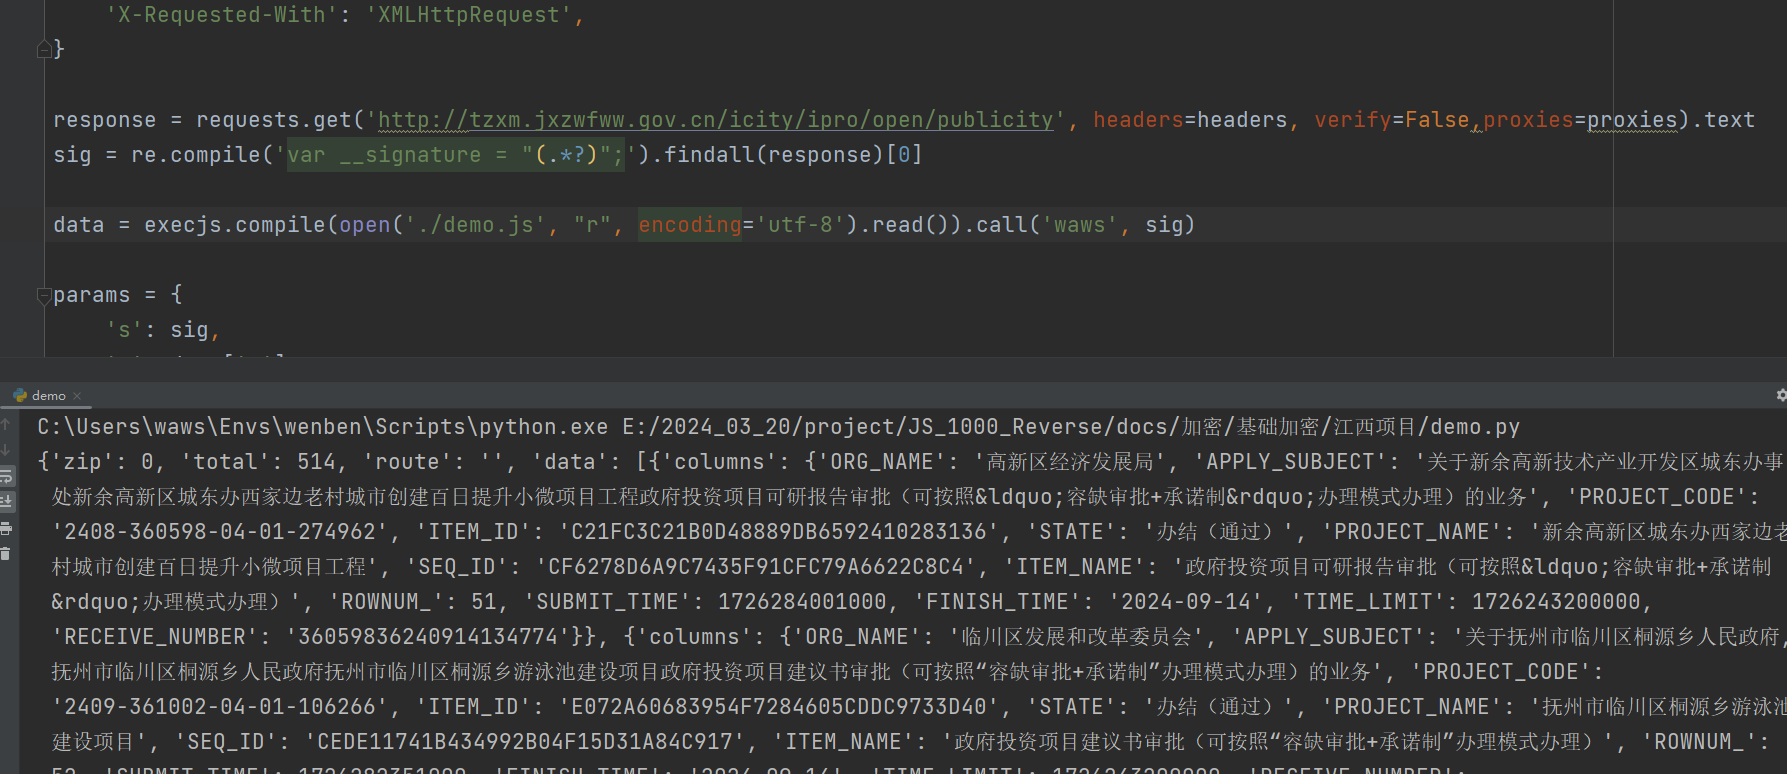 'X-Requested-With': 'XMLHttpRequest',
}
response = requests.get('http://tzxm.jxzwfww.gov.cn/icity/ipro/open/publicity', headers=headers, verify=False,proxies=proxies).text
sig = re.compile('var __signature = "(.*?)";').findall(response)[0]
data = execjs.compile(open('./demo.js', "r", encoding='utf-8').read()).call('waws', sig)
params = {
's': sig,
demo
C:\Users\waws\Envs\wenben\Scripts\python.exe E:/2024_03_20/project/JS_1000_Reverse/docs/加密/基础加密/江西项目/demo.py
{'zip': 0, 'total': 514, 'route': '', 'data': [{'columns': {'ORG_NAME': '高新区经济发展局', 'APPLY_SUBJECT': '关于新余高新技术产业开发区城东办事
处新余高新区城东办西家边老村城市创建百日提升小微项目工程政府投资项目可研报告审批（可按照&ldquo;容缺审批+承诺制&rdquo;办理模式办理）的业务', 'PROJECT_CODE':
'2408-360598-04-01-274962', 'ITEM_ID': 'C21FC3C21B0D48889DB6592410283136', 'STATE': '办结（通过）', 'PROJECT_NAME': '新余高新区城东办西家边老
村城市创建百日提升小微项目工程', 'SEQ_ID': 'CF6278D6A9C7435F91CFC79A6622C8C4', 'ITEM_NAME': '政府投资项目可研报告审批（可按照&ldquo;容缺审批+承诺制
&rdquo;办理模式办理）', 'ROWNUM_': 51, 'SUBMIT_TIME': 1726284001000, 'FINISH_TIME': '2024-09-14', 'TIME_LIMIT': 1726243200000,
'RECEIVE_NUMBER': '36059836240914134774'}}, {'columns': {'ORG_NAME': '临川区发展和改革委员会', 'APPLY_SUBJECT': '关于抚州市临川区桐源乡人民政府,
抚州市临川区桐源乡人民政府抚州市临川区桐源乡游泳池建设项目政府投资项目建议书审批（可按照“容缺审批+承诺制”办理模式办理）的业务', 'PROJECT_CODE':
'2409-361002-04-01-106266', 'ITEM_ID': 'E072A60683954F7284605CDDC9733D40', 'STATE': '办结（通过）', 'PROJECT_NAME': '抚州市临川区桐源乡游泳池
建设项目', 'SEQ_ID': 'CEDE11741B434992B04F15D31A84C917', 'ITEM_NAME': '政府投资项目建议书审批（可按照“容缺审批+承诺制”办理模式办理）', 'ROWNUM_':